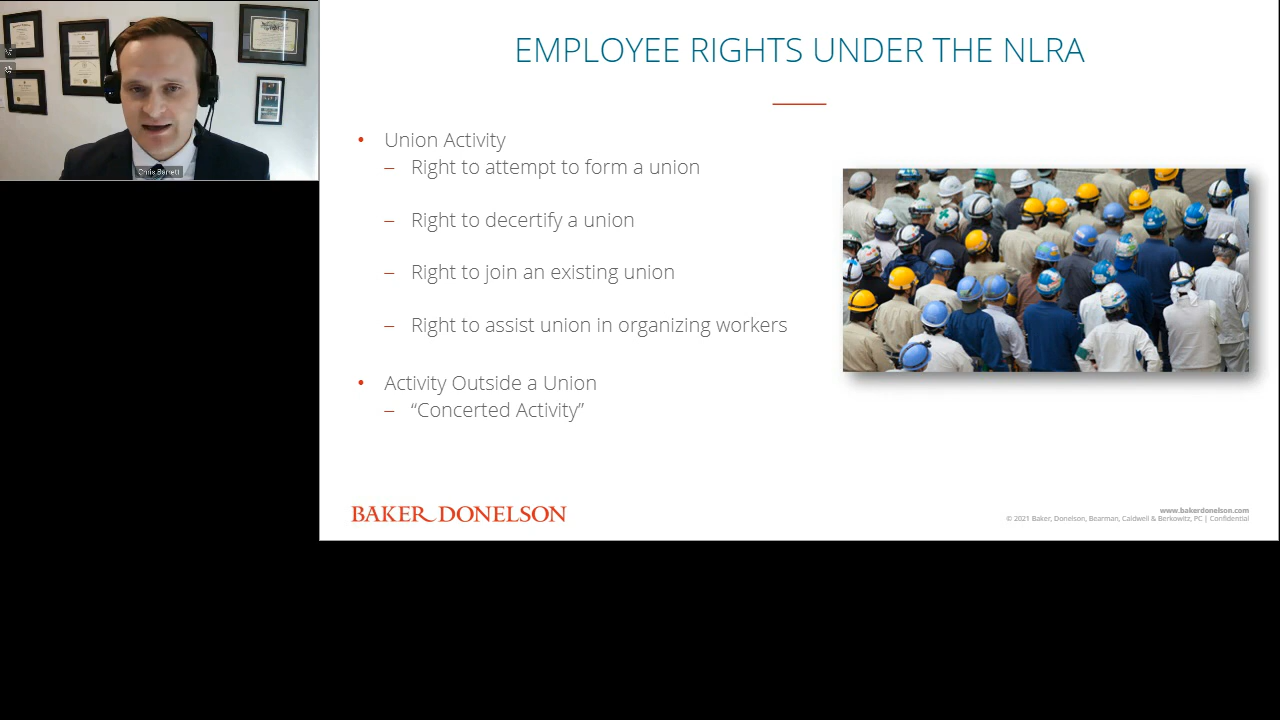 Chris Barrett
EMPLOYEE RIGHTS UNDER THE NLRA
• Union Activity
– Right to attempt to form a union
– Right to decertify a union
– Right to join an existing union
– Right to assist union in organizing workers
• Activity Outside a Union
– “Concerted Activity”
BAKER DONELSON
www.bakerdonelson.com
© 2021 Baker, Donelson, Bearman, Caldwell & Berkowitz, PC | Confidential